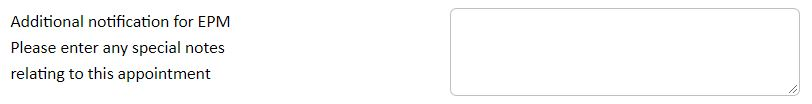 Additional notification for EPM
Please enter any special notes
relating to this appointment